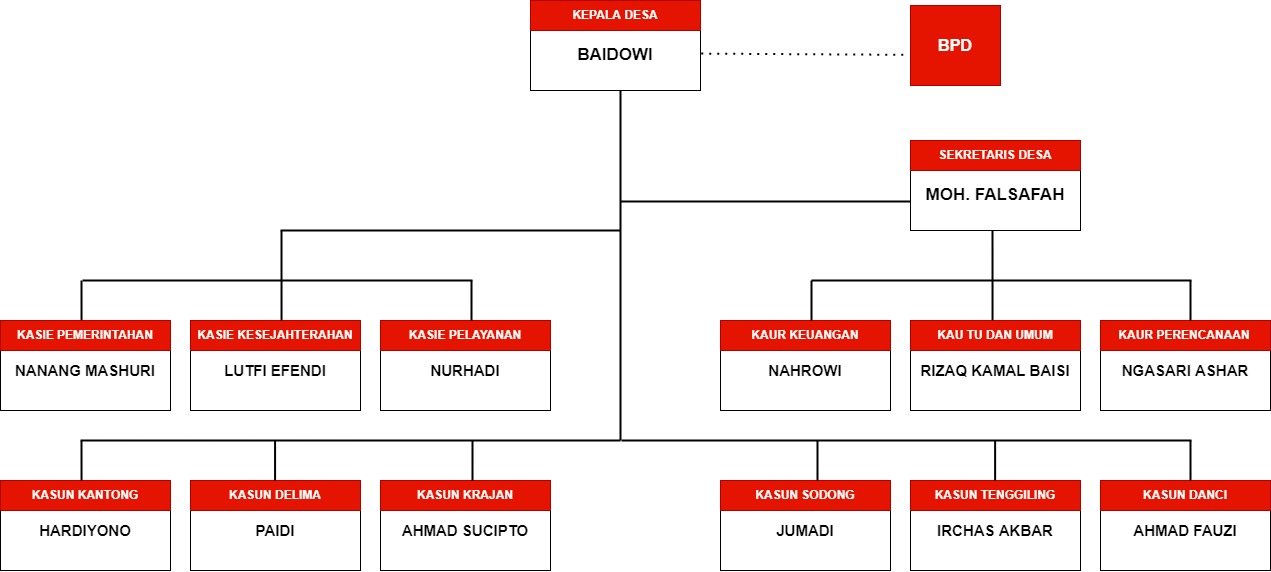 KEPALA DESA
BAIDOWI
BPD
SEKRETARIS DESA
MOH. FALSAFAH
KASIE PEMERINTAHAN
NANANG MASHURI
KASIE KESEJAHTERAHAN
LUTFI EFENDI
KASIE PELAYANAN
NURHADI
KAUR KEUANGAN
NAHROWI
KAU TU DAN UMUM
RIZAQ KAMAL BAISI
KAUR PERENCANAAN
NGASARI ASHAR
KASUN KANTONG
HARDIYONO
KASUN DELIMA
PAIDI
KASUN KRAJAN
AHMAD SUCIPTO
KASUN SODONG
JUMADI
KASUN TENGGILING
IRCHAS AKBAR
KASUN DANCI
AHMAD FAUZI